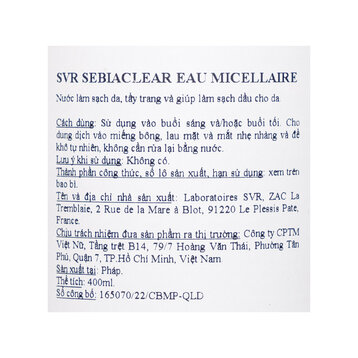 SVR SEBIACLEAR EAU MICELLAIRE
Nước làm sạch da, tẩy trang và giúp làm sạch dầu cho da.
Cách dùng: Sử dụng vào buổi sáng và/hoặc buổi tối. Cho
dung dịch vào miếng bông, lau mặt và mắt nhẹ nhàng và để
khô tự nhiên, không cần rửa lại bằng nước.
Lưu ý khi sử dụng: Không có.
Thành phần công thức, số lô sản xuất, hạn sử dụng: xem trên
bao bì.
Tên và địa chỉ nhà sản xuất: Laboratoires SVR, ZAC La
Tremblaie, 2 Rue de la Mare à Blot, 91220 Le Plessis Pate,
France.
Chịu trách nhiệm đưa sản phẩm ra thị trường: Công ty CPTM
Việt Nữ, Tầng trệt B14, 79/7 Hoàng Văn Thái, Phường Tân
Phú, Quận 7, TP.Hồ Chí Minh, Việt Nam
Sản xuất tại: Pháp.
Thể tích: 400ml.
Số công bố: 165070/22/CBMP-QLD